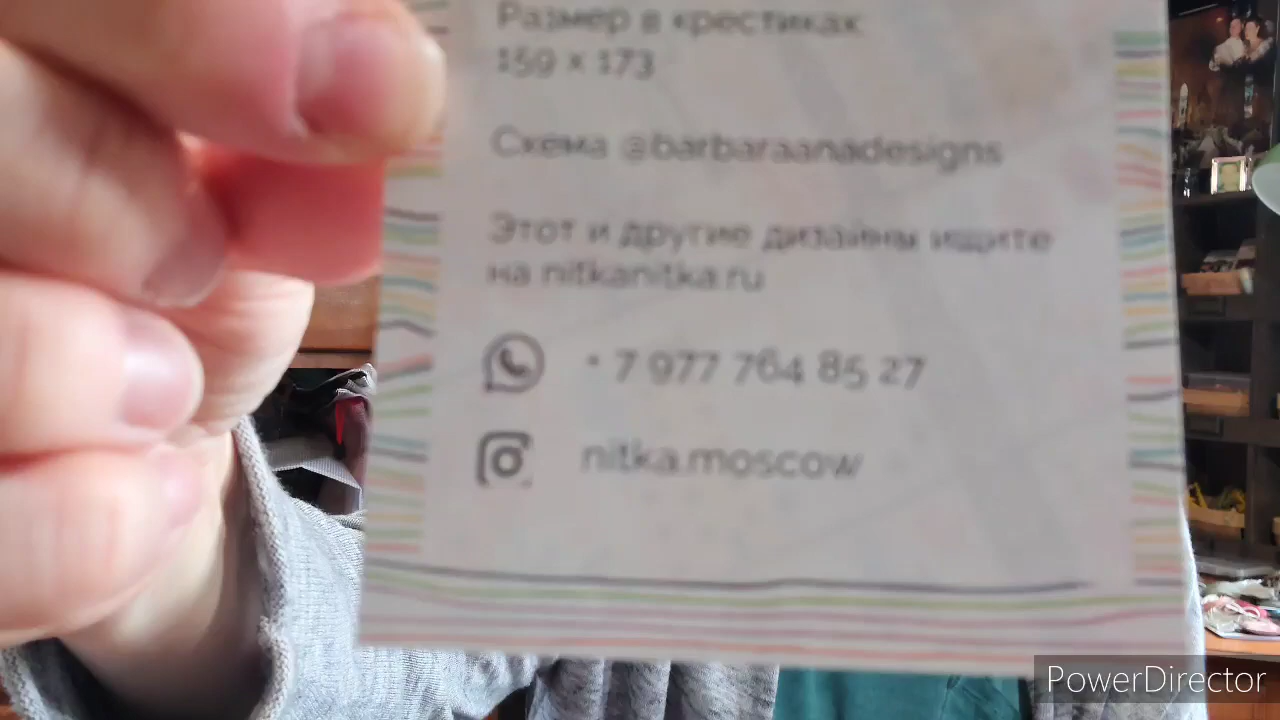 Размер в крестиках
159 × 173
Схема @barbaraanadesigns
Этот и другие дизайны ищите
на nitkanitka.ru
+ 7 977 764 85 27
nitka.moscow
PowerDirector